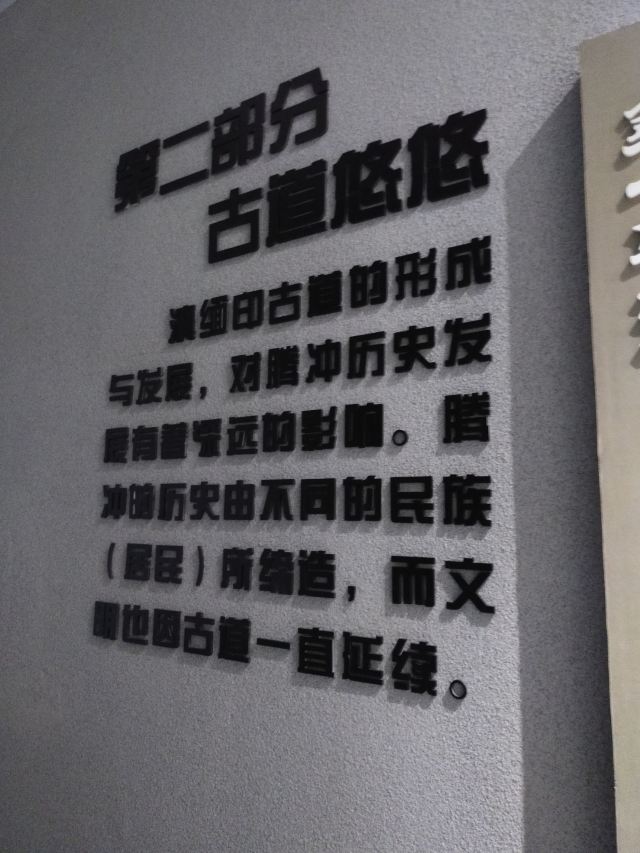 第二部分
古道悠悠
滇缅印古道的形成
与发展，对腾冲历史发
展有着深远的影响。腾
冲的历史由不同的民族
（居民）所缔造，而文
明也因古道一直延续。